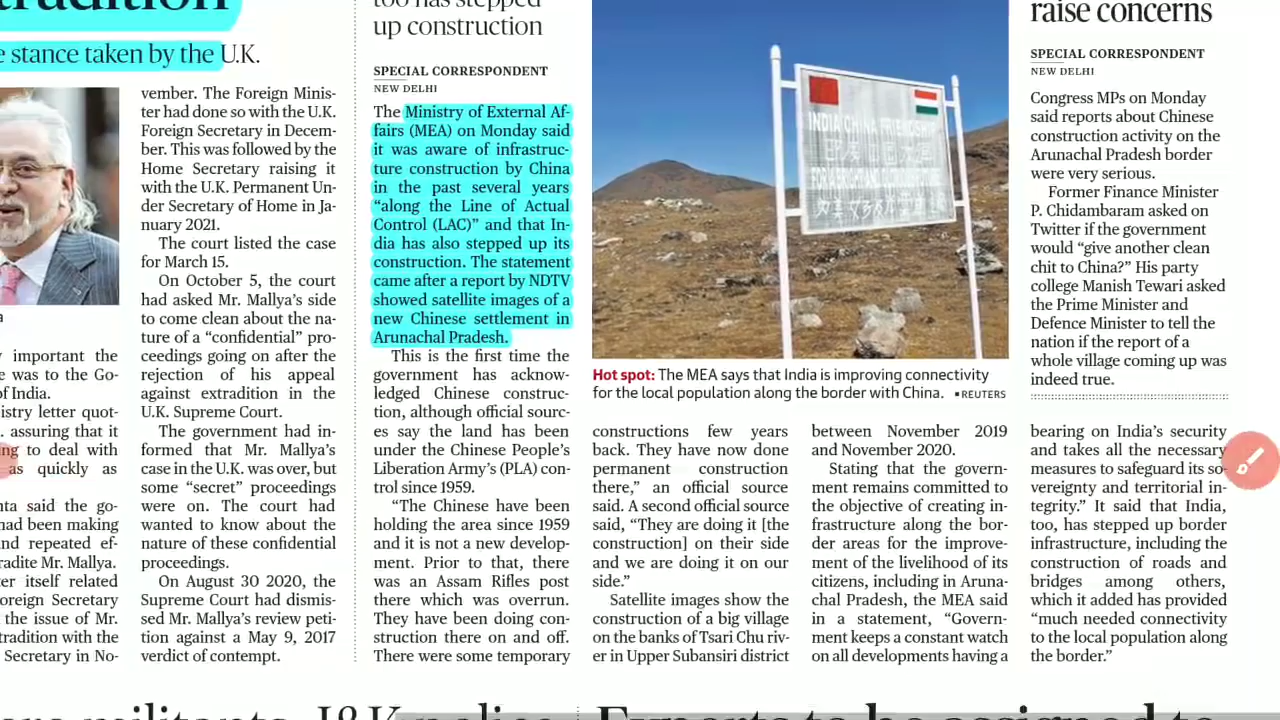 tradition
stance taken by the U.K.
important the
e was to the Go-
of India.
istry letter quot-
. assuring that it
ng to deal with
as quickly as
nta said the go-
had been making
and repeated ef-
radite Mr. Mallya.
ter itself related
oreign Secretary
the issue of Mr.
tradition with the
Secretary in No-
vember. The Foreign Minis-
ter had done so with the U.K.
Foreign Secretary in Decem-
ber. This was followed by the
Home Secretary raising it
with the U.K. Permanent Un-
der Secretary of Home in Ja-
nuary 2021.
The court listed the case
for March 15.
On October 5, the court
had asked Mr. Mallya's side
to come clean about the na-
ture of a “confidential” pro-
ceedings going on after the
rejection of his appeal
against extradition in the
U.K. Supreme Court.
The government had in-
formed that Mr. Mallya's
case in the U.K. was over, but
some “secret” proceedings
were on. The court had
wanted to know about the
nature of these confidential
proceedings.
On August 30 2020, the
Supreme Court had dismis-
sed Mr. Mallya's review peti-
tion against a May 9, 2017
verdict of contempt.
too has stepped
up construction
SPECIAL CORRESPONDENT
NEW DELHI
The Ministry of External Af-
fairs (MEA) on Monday said
it was aware of infrastruc-
ture construction by China
in the past several years
“along the Line of Actual
Control (LAC)” and that In-
dia has also stepped up its
construction. The statement
came after a report by NDTV
showed satellite images of a
new Chinese settlement in
Arunachal Pradesh.
This is the first time the
government has acknow-
ledged Chinese construc-
tion, although official sourc-
es say the land has been
under the Chinese People's
Liberation Army's (PLA) con-
trol since 1959.
“The Chinese have been
holding the area since 1959
and it is not a new develop-
ment. Prior to that, there
was an Assam Rifles post
there which was overrun.
They have been doing con-
struction there on and off.
There were some temporary
INDIA CHINA FRIENDSHIP
Hot spot: The MEA says that India is improving connectivity
for the local population along the border with China. ▪REUTERS
constructions few years
back. They have now done
permanent construction
there,” an official source
said. A second official source
said, “They are doing it [the
construction] on their side
and we are doing it on our
side.”
Satellite images show the
construction of a big village
on the banks of Tsari Chu riv-
er in Upper Subansiri district
between November 2019
and November 2020.
Stating that the govern-
ment remains committed to
the objective of creating in-
frastructure along the bor-
der areas for the improve-
ment of the livelihood of its
citizens, including in Aruna-
chal Pradesh, the MEA said
in a statement, “Govern-
ment keeps a constant watch
on all developments having a
raise concerns
SPECIAL CORRESPONDENT
NEW DELHI
Congress MPs on Monday
said reports about Chinese
construction activity on the
Arunachal Pradesh border
were very serious.
Former Finance Minister
P. Chidambaram asked on
Twitter if the government
would “give another clean
chit to China?” His party
college Manish Tewari asked
the Prime Minister and
Defence Minister to tell the
nation if the report of a
whole village coming up was
indeed true.
bearing on India's security
and takes all the necessary
measures to safeguard its so-
vereignty and territorial in-
tegrity.” It said that India,
too, has stepped up border
infrastructure, including the
construction of roads and
bridges among others,
which it added has provided
“much needed connectivity
to the local population along
the border.”
militants, J&K police
Experts to be assigned to